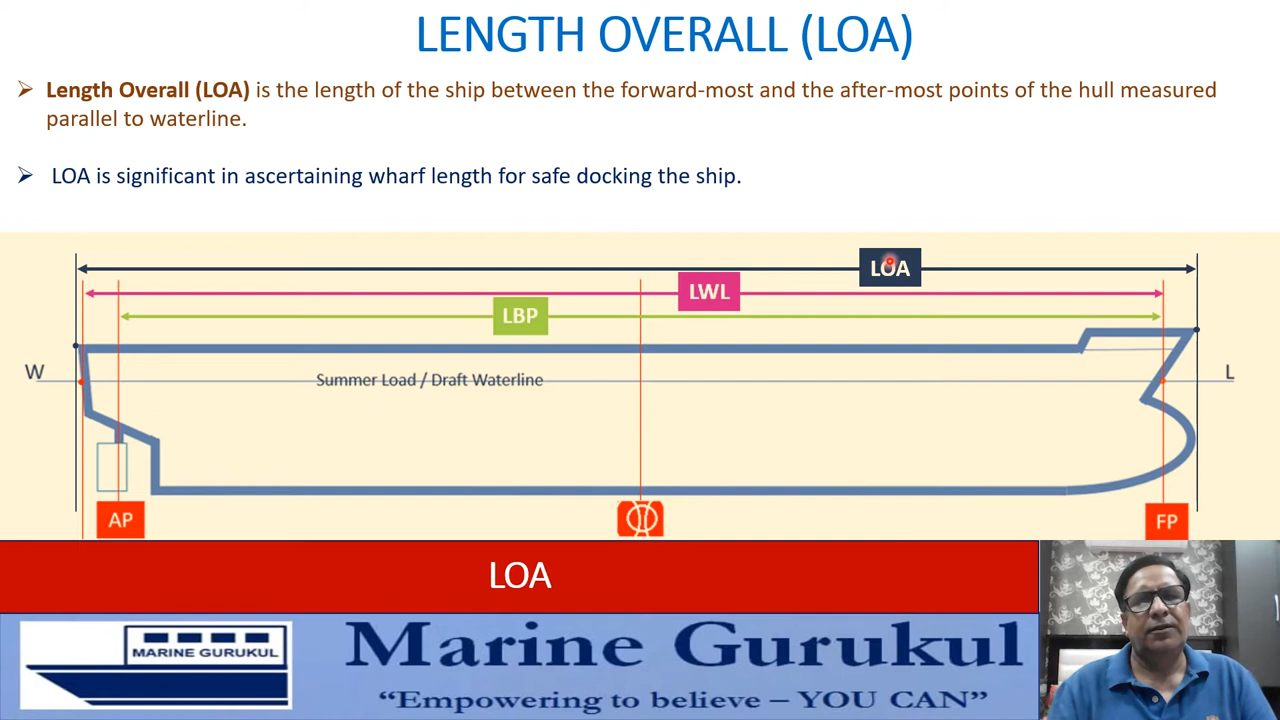 LENGTH OVERALL (LOA)
Length Overall (LOA) is the length of the ship between the forward-most and the after-most points of the hull measured
parallel to waterline.
LOA is significant in ascertaining wharf length for safe docking the ship.
LOA
LWL
LBP
W
Summer Load / Draft Waterline
L
AP
FP
LOA
MARINE GURUKUL
Marine Gurukul
“Empowering to believe – YOU CAN”